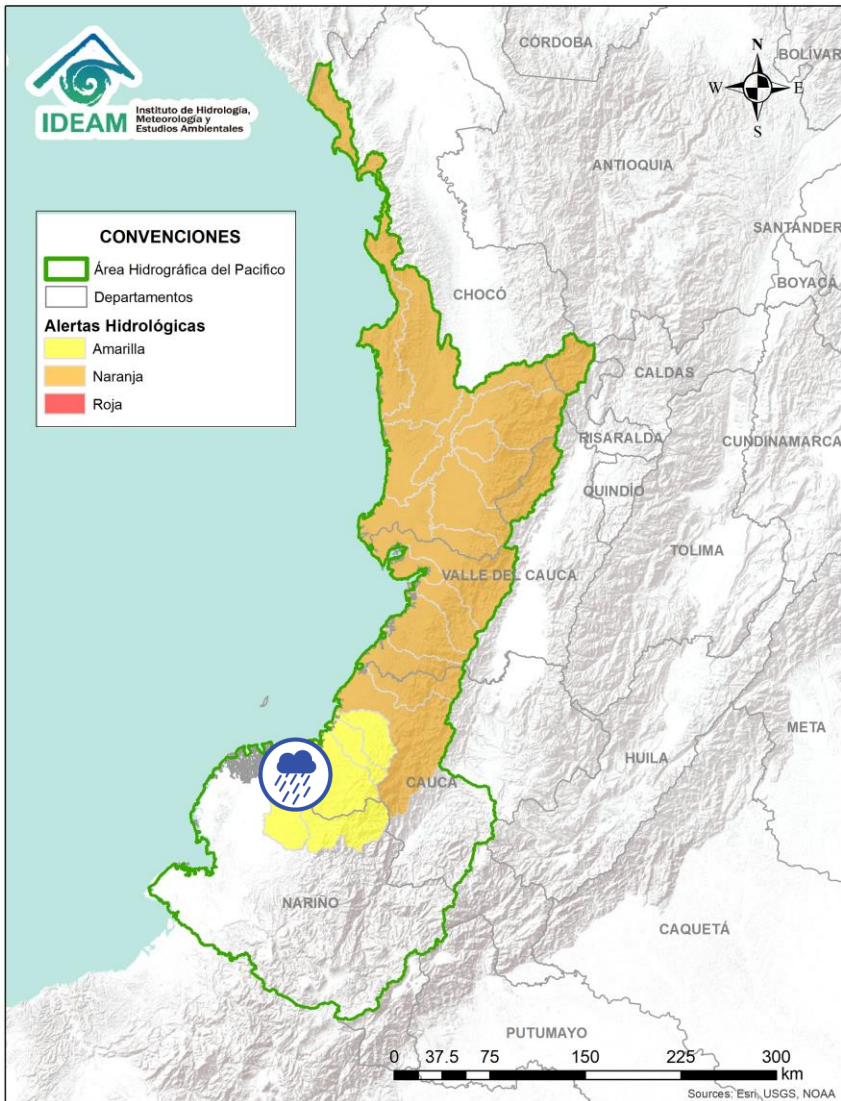 IDEAM
Instituto de Hidrología,
Meteorología y
Estudios Ambientales
CÓRDOBA
BOLÍVAR
N
W
E
S
ANTIOQUIA
SANTANDER
BOYACÁ
CONVENCIONES
Área Hidrográfica del Pacifico
Departamentos
Alertas Hidrológicas
Amarilla
Naranja
Roja
CHOCÓ
CALDAS
RISARALDA
CUNDINAMARCA
QUINDÍO
TOLIMA
VALLE DEL CAUCA
META
HUILA
CAUCA
NARIÑO
CAQUETÁ
PUTUMAYO
0 37.5 75 150 225 300
km
Sources: Esri, USGS, NOAA